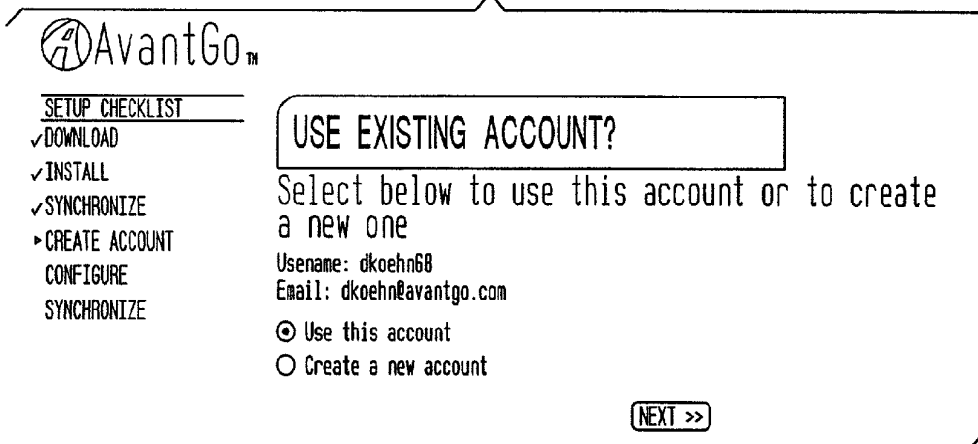 AvantGo™
SETUP CHECKLIST
✓DOWNLOAD
✓INSTALL
✓SYNCHRONIZE
▸CREATE ACCOUNT
CONFIGURE
SYNCHRONIZE
USE EXISTING ACCOUNT?
Select below to use this account or to create
a new one
Usename: dkoehn68
Email: dkoehn@avantgo.com
Use this account
Create a new account
NEXT >>